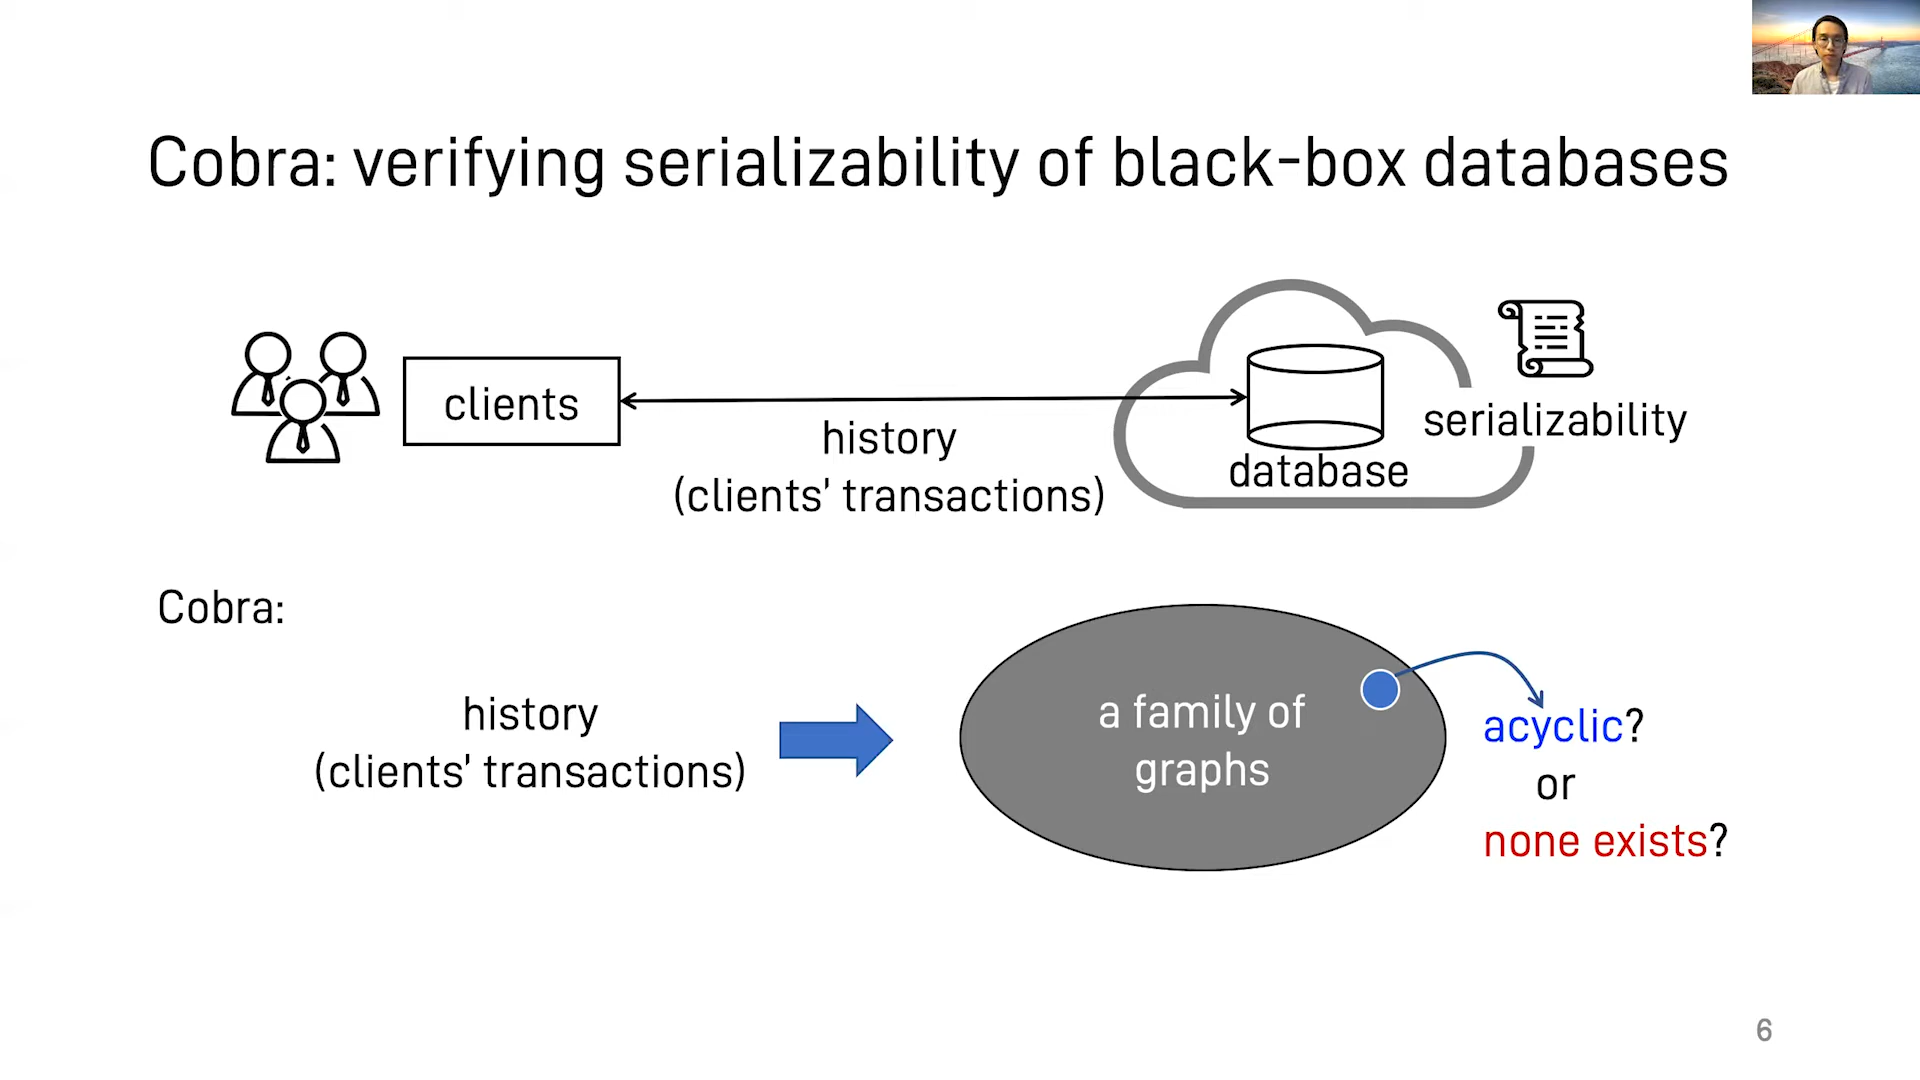 Cobra: verifying serializability of black-box databases
clients
history
(clients’ transactions)
database
serializability
Cobra:
history
(clients’ transactions)
a family of
graphs
acyclic?
or
none exists?
6